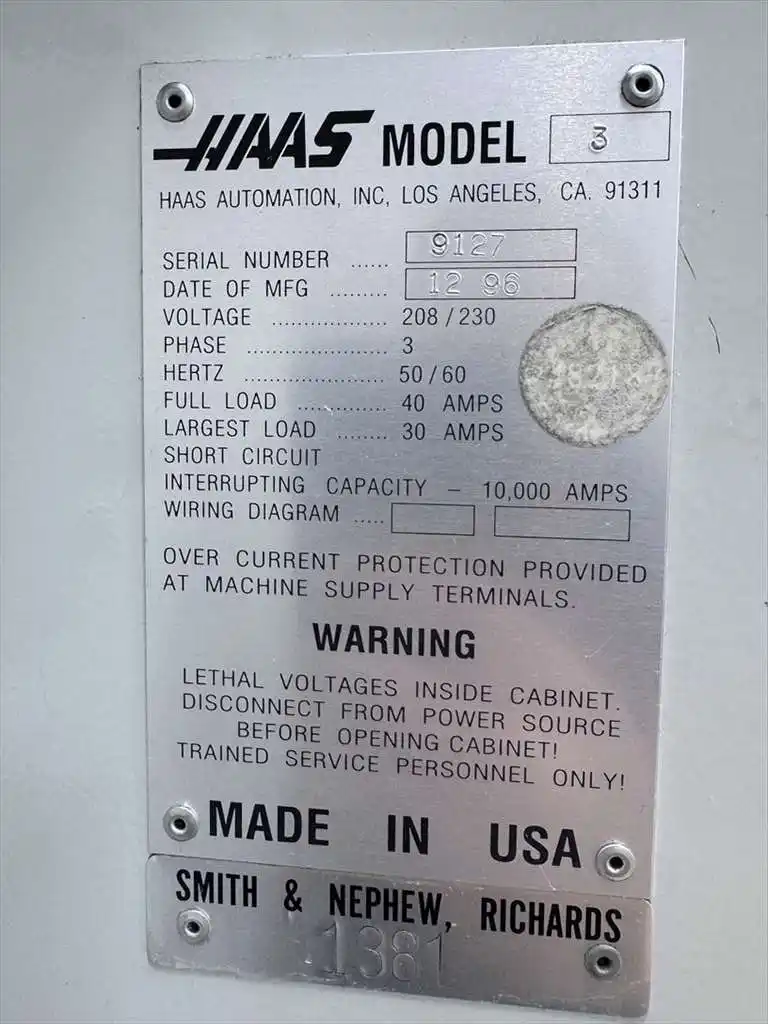 HAAS MODEL 3
HAAS AUTOMATION, INC, LOS ANGELES, CA. 91311
SERIAL NUMBER ...... 9127
DATE OF MFG ......... 12 96
VOLTAGE .................. 208/230
PHASE ...................... 3
HERTZ ...................... 50/60
FULL LOAD .............. 40 AMPS
LARGEST LOAD ........ 30 AMPS
SHORT CIRCUIT
INTERRUPTING CAPACITY – 10,000 AMPS
WIRING DIAGRAM .....
OVER CURRENT PROTECTION PROVIDED
AT MACHINE SUPPLY TERMINALS.
WARNING
LETHAL VOLTAGES INSIDE CABINET.
DISCONNECT FROM POWER SOURCE
BEFORE OPENING CABINET!
TRAINED SERVICE PERSONNEL ONLY!
MADE IN USA
SMITH & NEPHEW, RICHARDS
1381